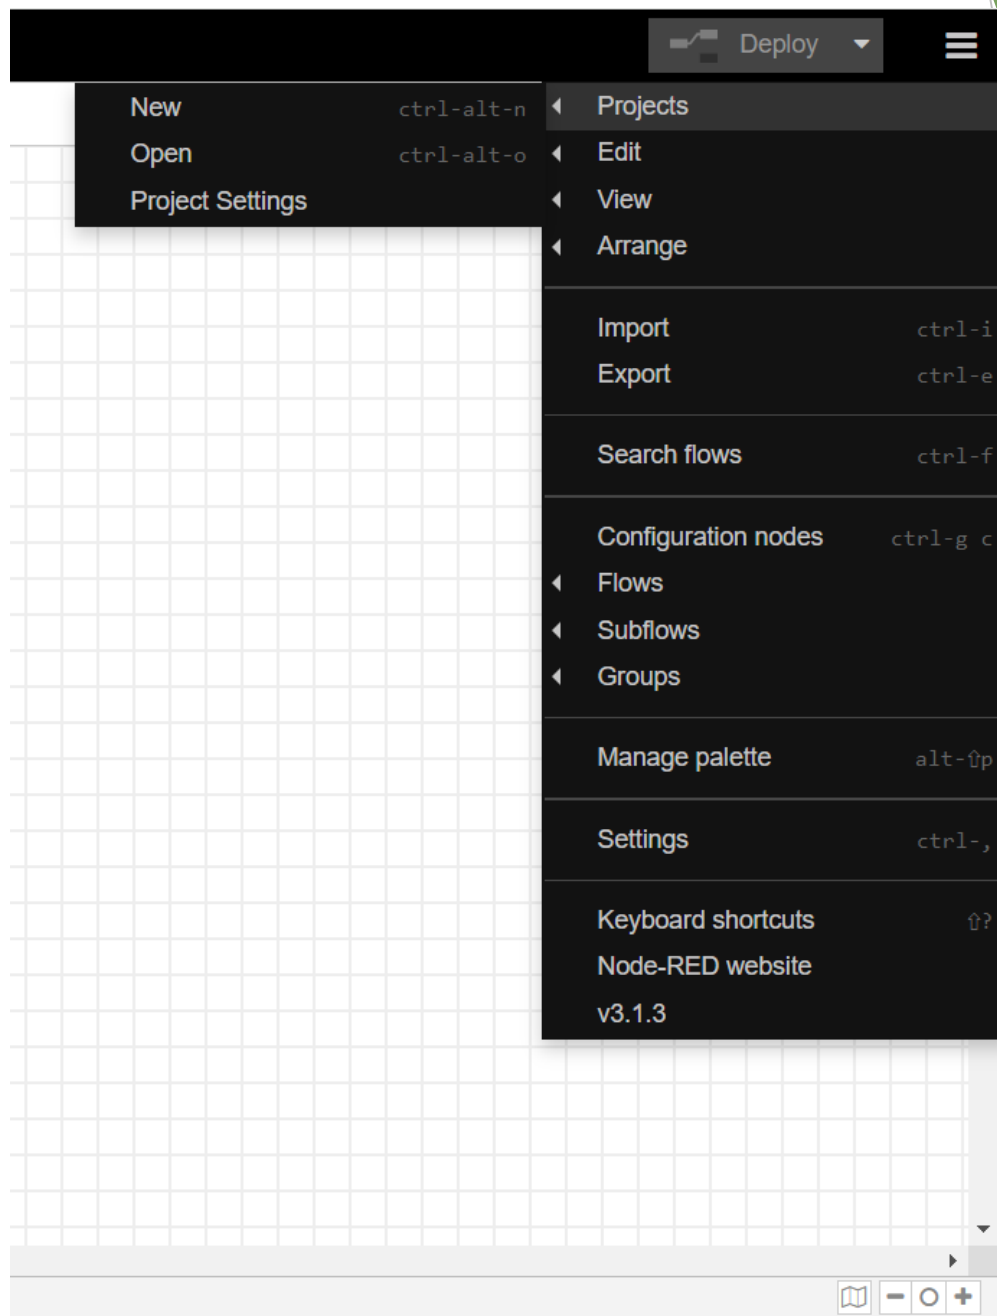 Deploy
New ctrl-alt-n
Open ctrl-alt-o
Project Settings
Projects
Edit
View
Arrange
Import ctrl-i
Export ctrl-e
Search flows ctrl-f
Configuration nodes ctrl-g c
Flows
Subflows
Groups
Manage palette alt-⇧p
Settings ctrl-,
Keyboard shortcuts ⇧?
Node-RED website
v3.1.3